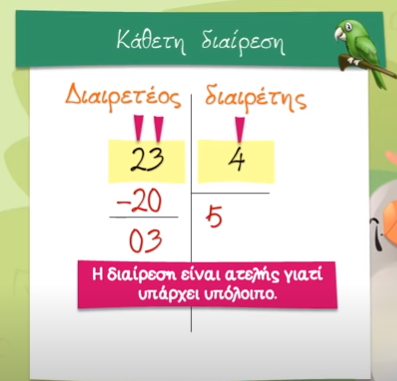 Κάθετη διαίρεση
Διαιρετέος διαιρέτης
23 4
-20 5
03
Η διαίρεση είναι ατελής γιατί
υπάρχει υπόλοιπο.